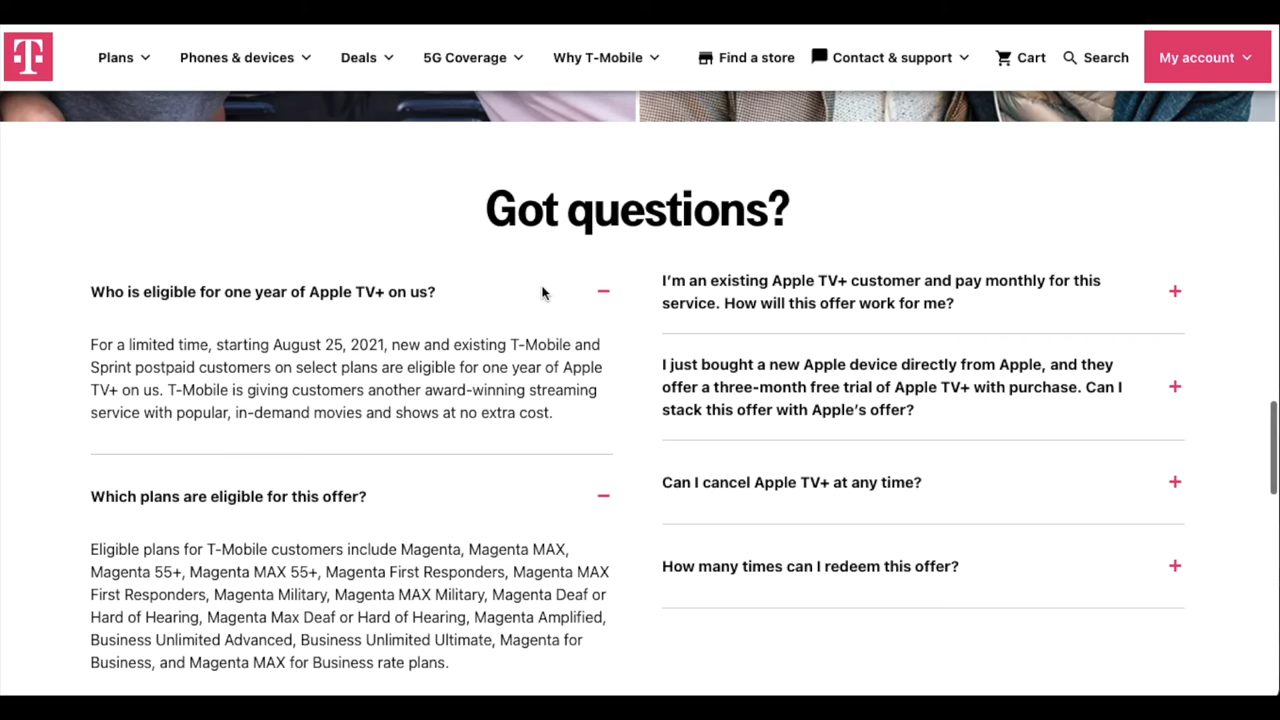 T
Plans
Phones & devices
Deals
5G Coverage
Why T-Mobile
Find a store
Contact & support
Cart
Search
My account
Got questions?
Who is eligible for one year of Apple TV+ on us?
For a limited time, starting August 25, 2021, new and existing T-Mobile and
Sprint postpaid customers on select plans are eligible for one year of Apple
TV+ on us. T-Mobile is giving customers another award-winning streaming
service with popular, in-demand movies and shows at no extra cost.
Which plans are eligible for this offer?
Eligible plans for T-Mobile customers include Magenta, Magenta MAX,
Magenta 55+, Magenta MAX 55+, Magenta First Responders, Magenta MAX
First Responders, Magenta Military, Magenta MAX Military, Magenta Deaf or
Hard of Hearing, Magenta Max Deaf or Hard of Hearing, Magenta Amplified,
Business Unlimited Advanced, Business Unlimited Ultimate, Magenta for
Business, and Magenta MAX for Business rate plans.
I’m an existing Apple TV+ customer and pay monthly for this
service. How will this offer work for me?
I just bought a new Apple device directly from Apple, and they
offer a three-month free trial of Apple TV+ with purchase. Can I
stack this offer with Apple’s offer?
Can I cancel Apple TV+ at any time?
How many times can I redeem this offer?